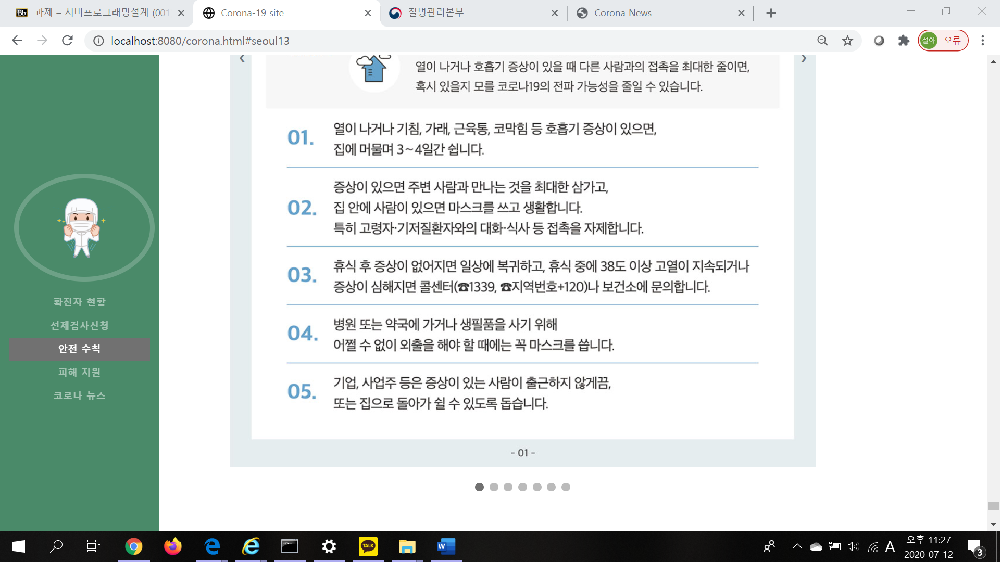 과제 – 서버프로그래밍설계 (001
Corona-19 site
질병관리본부
Corona News
localhost:8080/corona.html#seoul13
설아 오류
열이 나거나 호흡기 증상이 있을 때 다른 사람과의 접촉을 최대한 줄이면,
혹시 있을지 모를 코로나19의 전파 가능성을 줄일 수 있습니다.
01. 열이 나거나 기침, 가래, 근육통, 코막힘 등 호흡기 증상이 있으면,
집에 머물며 3~4일간 쉽니다.
02. 증상이 있으면 주변 사람과 만나는 것을 최대한 삼가고,
집 안에 사람이 있으면 마스크를 쓰고 생활합니다.
특히 고령자·기저질환자와의 대화·식사 등 접촉을 자제합니다.
03. 휴식 후 증상이 없어지면 일상에 복귀하고, 휴식 중에 38도 이상 고열이 지속되거나
증상이 심해지면 콜센터(☎1339, ☎지역번호+120)나 보건소에 문의합니다.
04. 병원 또는 약국에 가거나 생필품을 사기 위해
어쩔 수 없이 외출을 해야 할 때에는 꼭 마스크를 씁니다.
05. 기업, 사업주 등은 증상이 있는 사람이 출근하지 않게끔,
또는 집으로 돌아가 쉴 수 있도록 돕습니다.
- 01 -
확진자 현황
선제검사신청
안전 수칙
피해 지원
코로나 뉴스
Bb
TALK
W
A
오후 11:27
2020-07-12
3